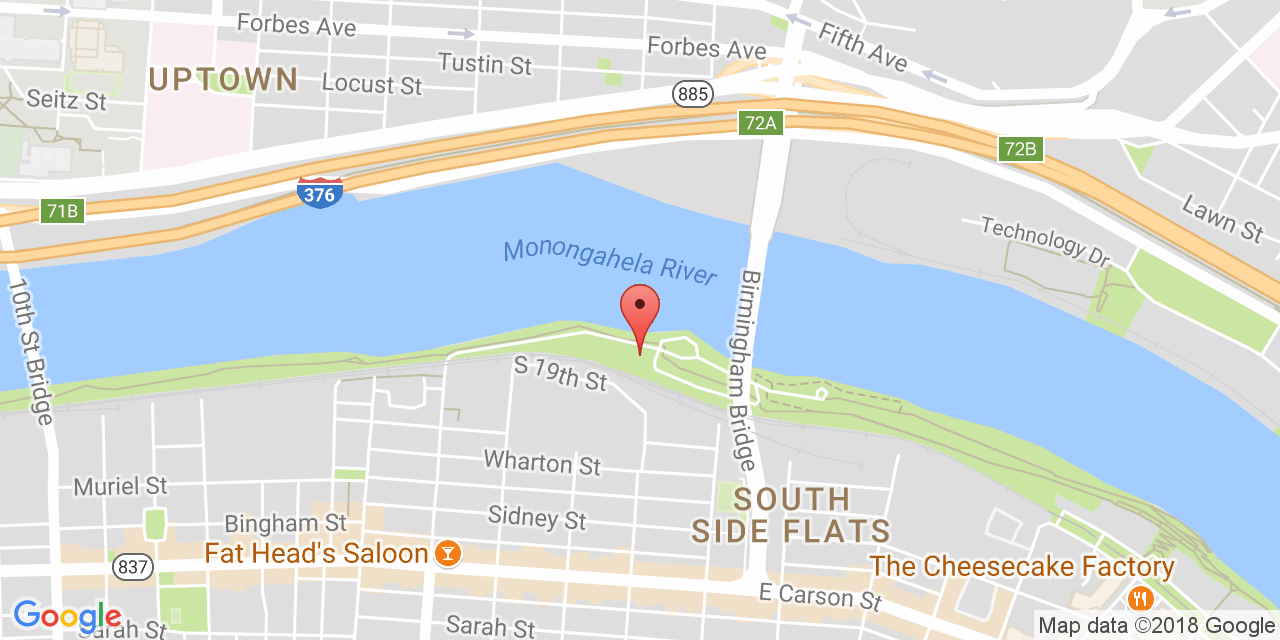 Forbes Ave
Forbes Ave
Fifth Ave
Tustin St
UPTOWN
Locust St
Seitz St
885
72A
72B
376
71B
Lawn St
Technology Dr
Monongahela River
10th St Bridge
Birmingham Bridge
S 19th St
Wharton St
Muriel St
SOUTH
SIDE FLATS
Sidney St
Bingham St
Fat Head's Saloon
837
The Cheesecake Factory
E Carson St
Google
Sarah St
Sarah St
Map data ©2018 Google